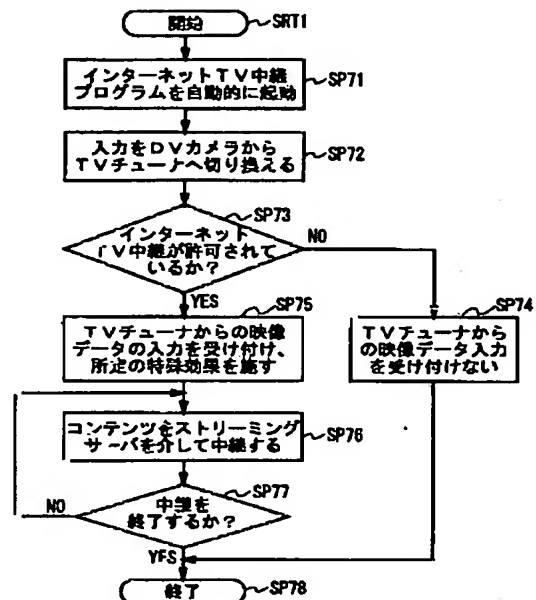 開始
SRT1
インターネットTV中継
プログラムを自動的に起動
SP71
入力をDVカメラから
TVチューナへ切り換える
SP72
SP73
インターネット
TV中継が許可されて
いるか?
NO
YES
SP75
SP74
TVチューナからの映像
データの入力を受け付け、
所定の特殊効果を施す
TVチューナから
の映像データ入力
を受け付けない
コンテンツをストリーミング
サーバを介して中継する
SP76
SP77
中継を
終了するか?
NO
YES
終了
SP78